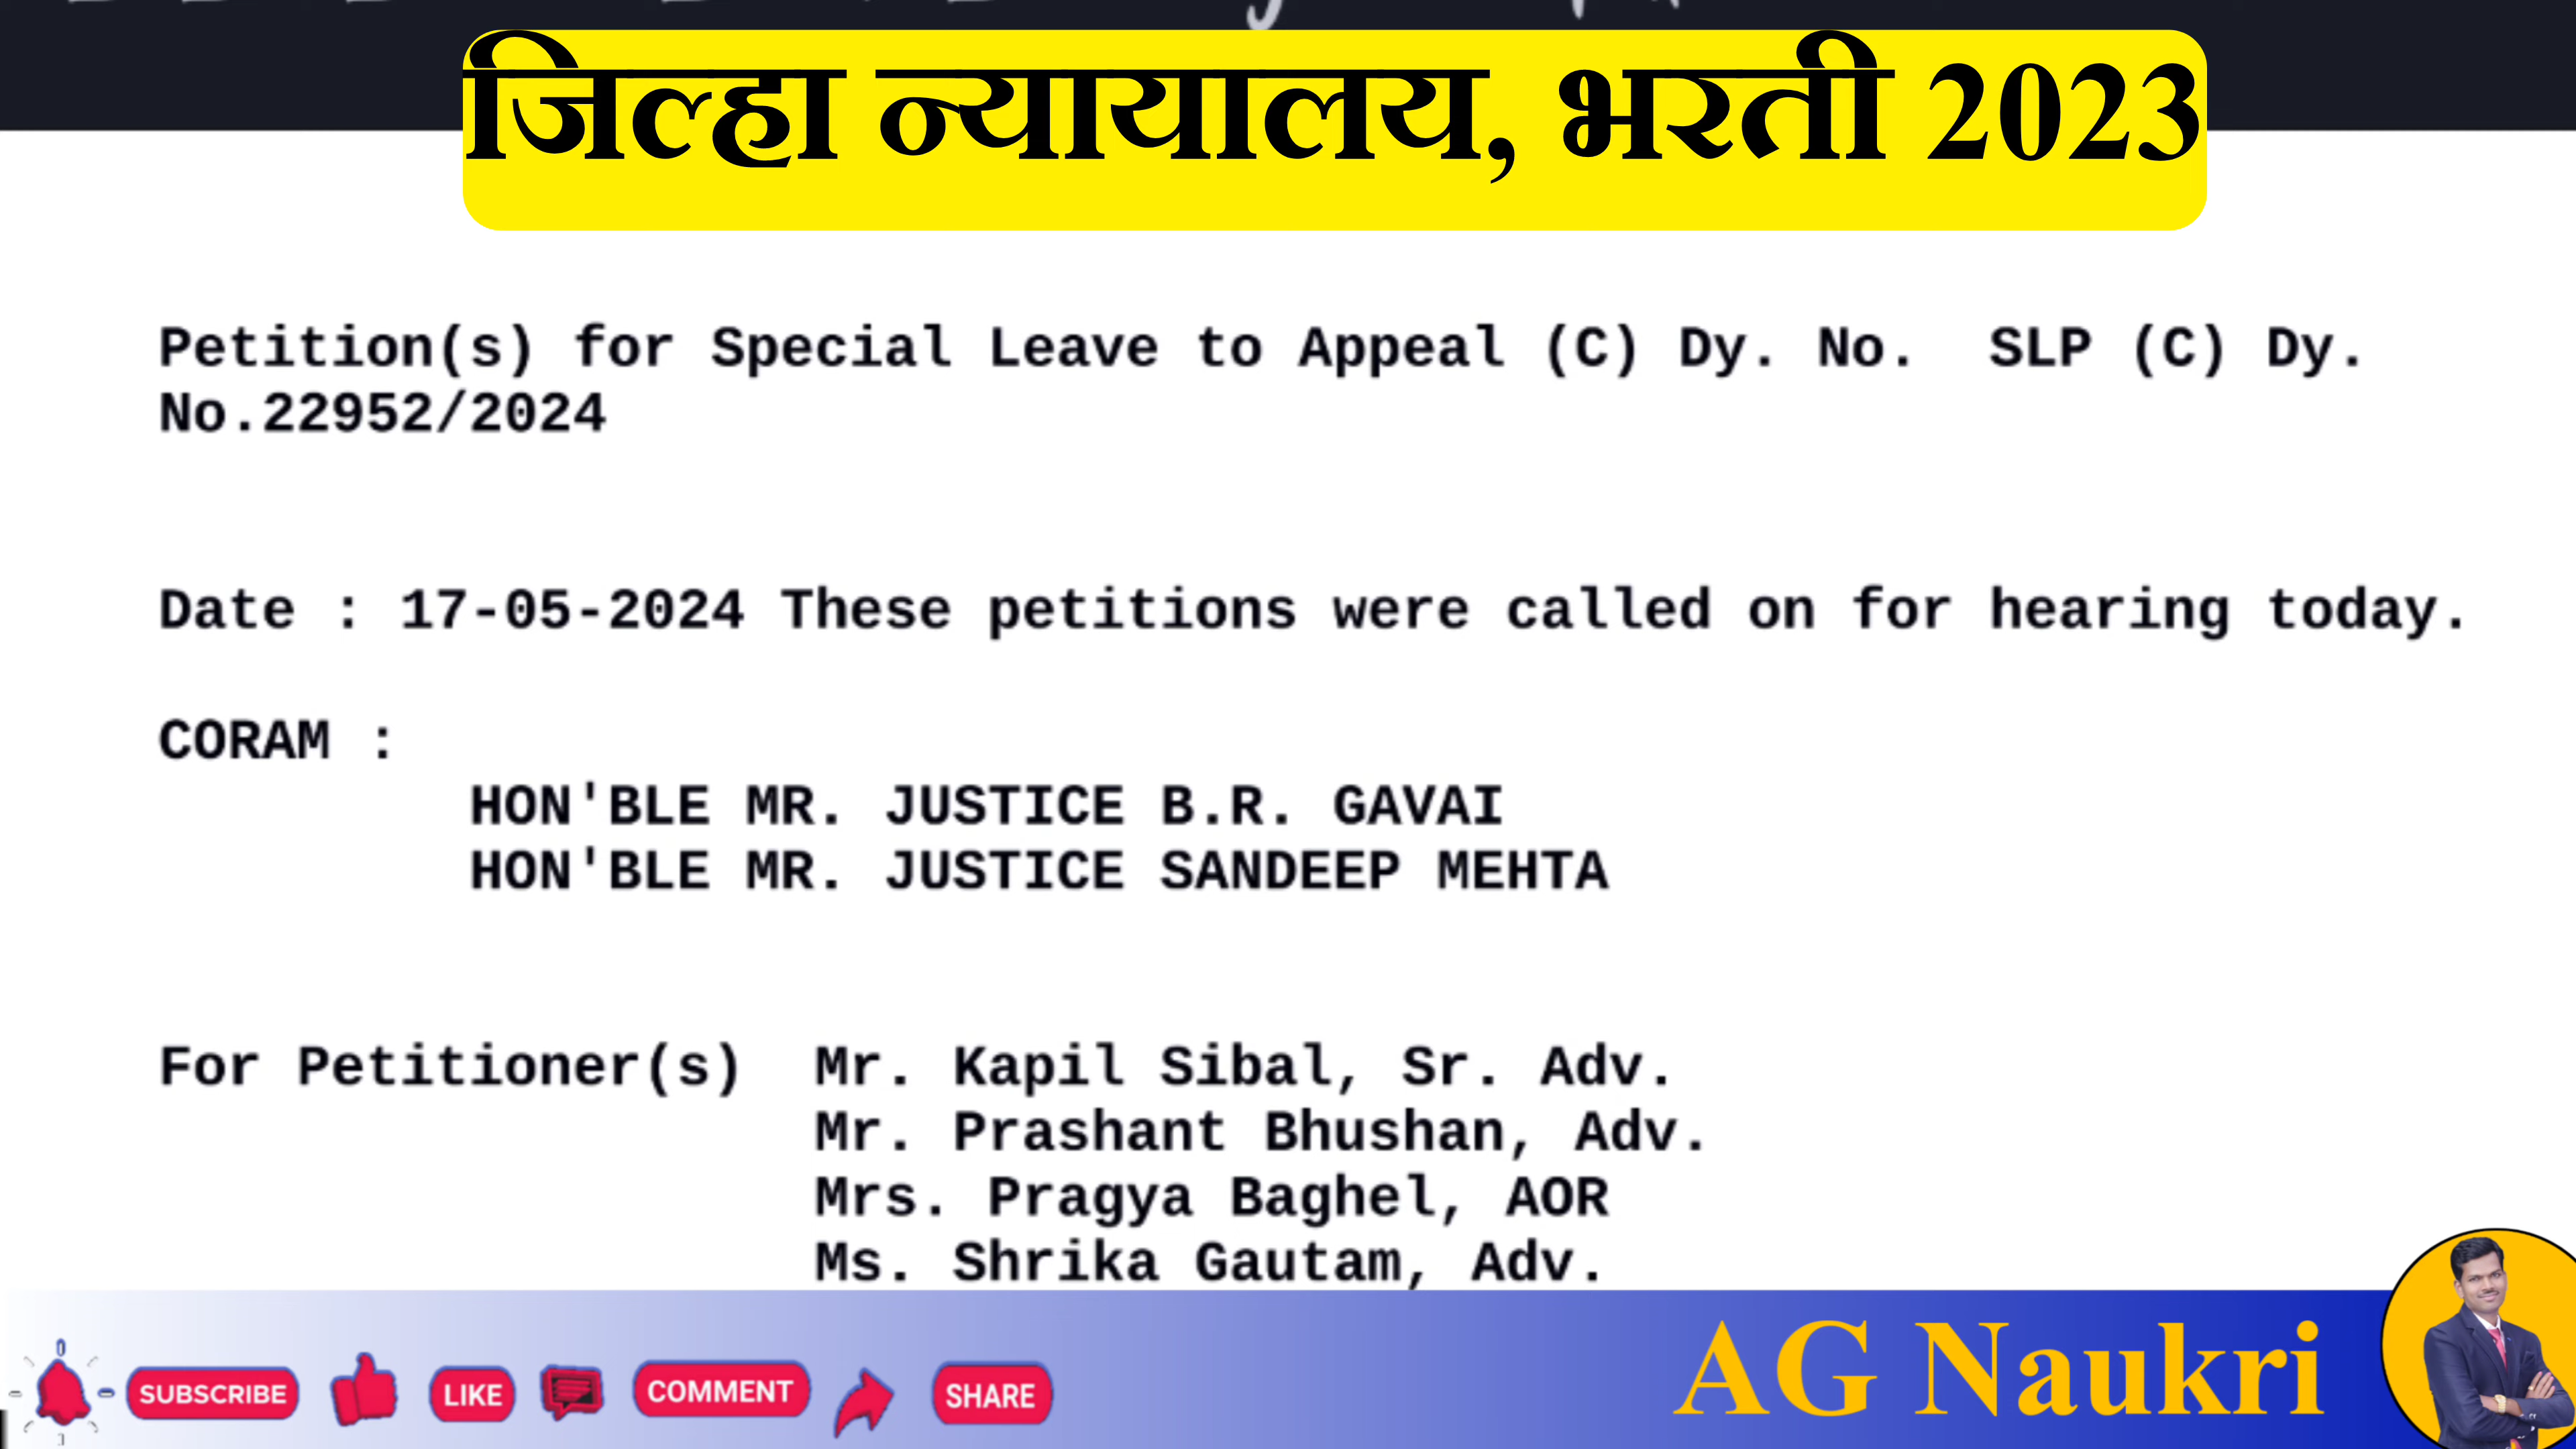 जिल्हा न्यायालय, भरती 2023
Petition(s) for Special Leave to Appeal (C) Dy. No. SLP (C) Dy.
No.22952/2024
Date : 17-05-2024 These petitions were called on for hearing today.
CORAM :
HON'BLE MR. JUSTICE B.R. GAVAI
HON'BLE MR. JUSTICE SANDEEP MEHTA
For Petitioner(s) Mr. Kapil Sibal, Sr. Adv.
Mr. Prashant Bhushan, Adv.
Mrs. Pragya Baghel, AOR
Ms. Shrika Gautam, Adv.
SUBSCRIBE LIKE COMMENT SHARE
AG Naukri